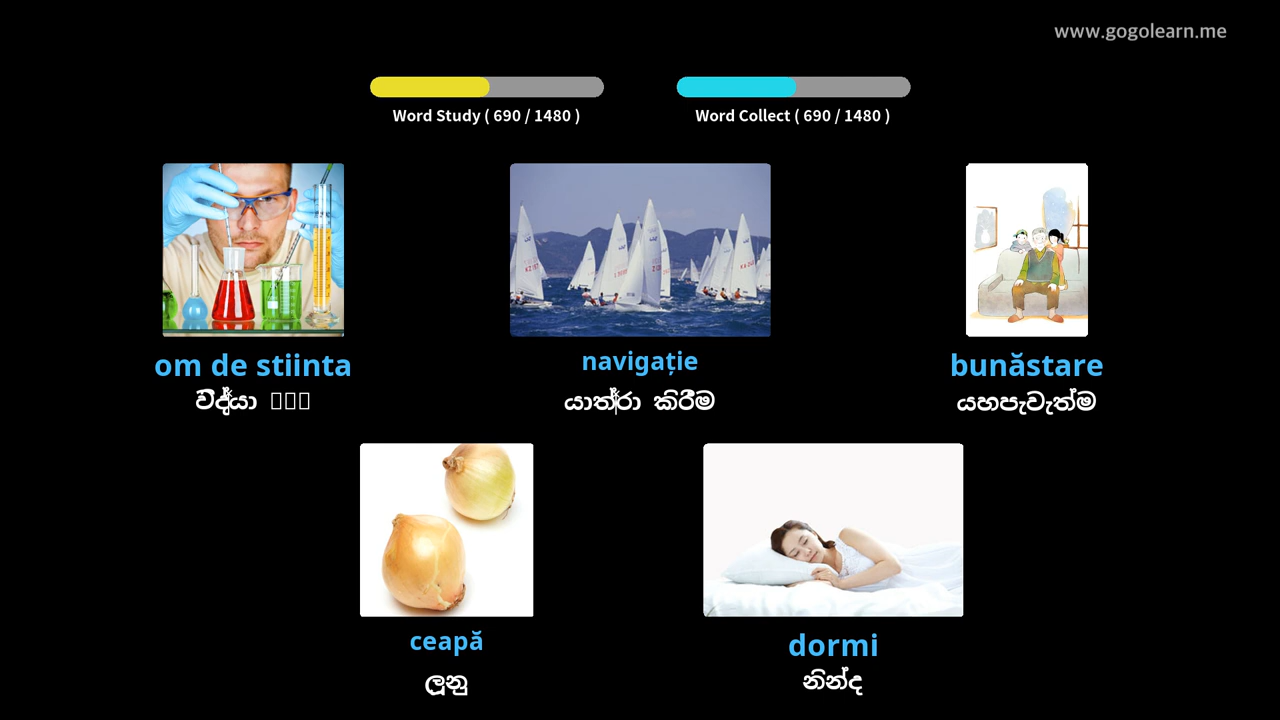 www.gogolearn.me
Word Study ( 690 / 1480 )
Word Collect ( 690 / 1480 )
om de stiinta
navigație
bunăstare
විද්‍යා
යාත්‍රා කිරීම
යහපැවැත්ම
ceapă
dormi
ලූනු
නින්ද